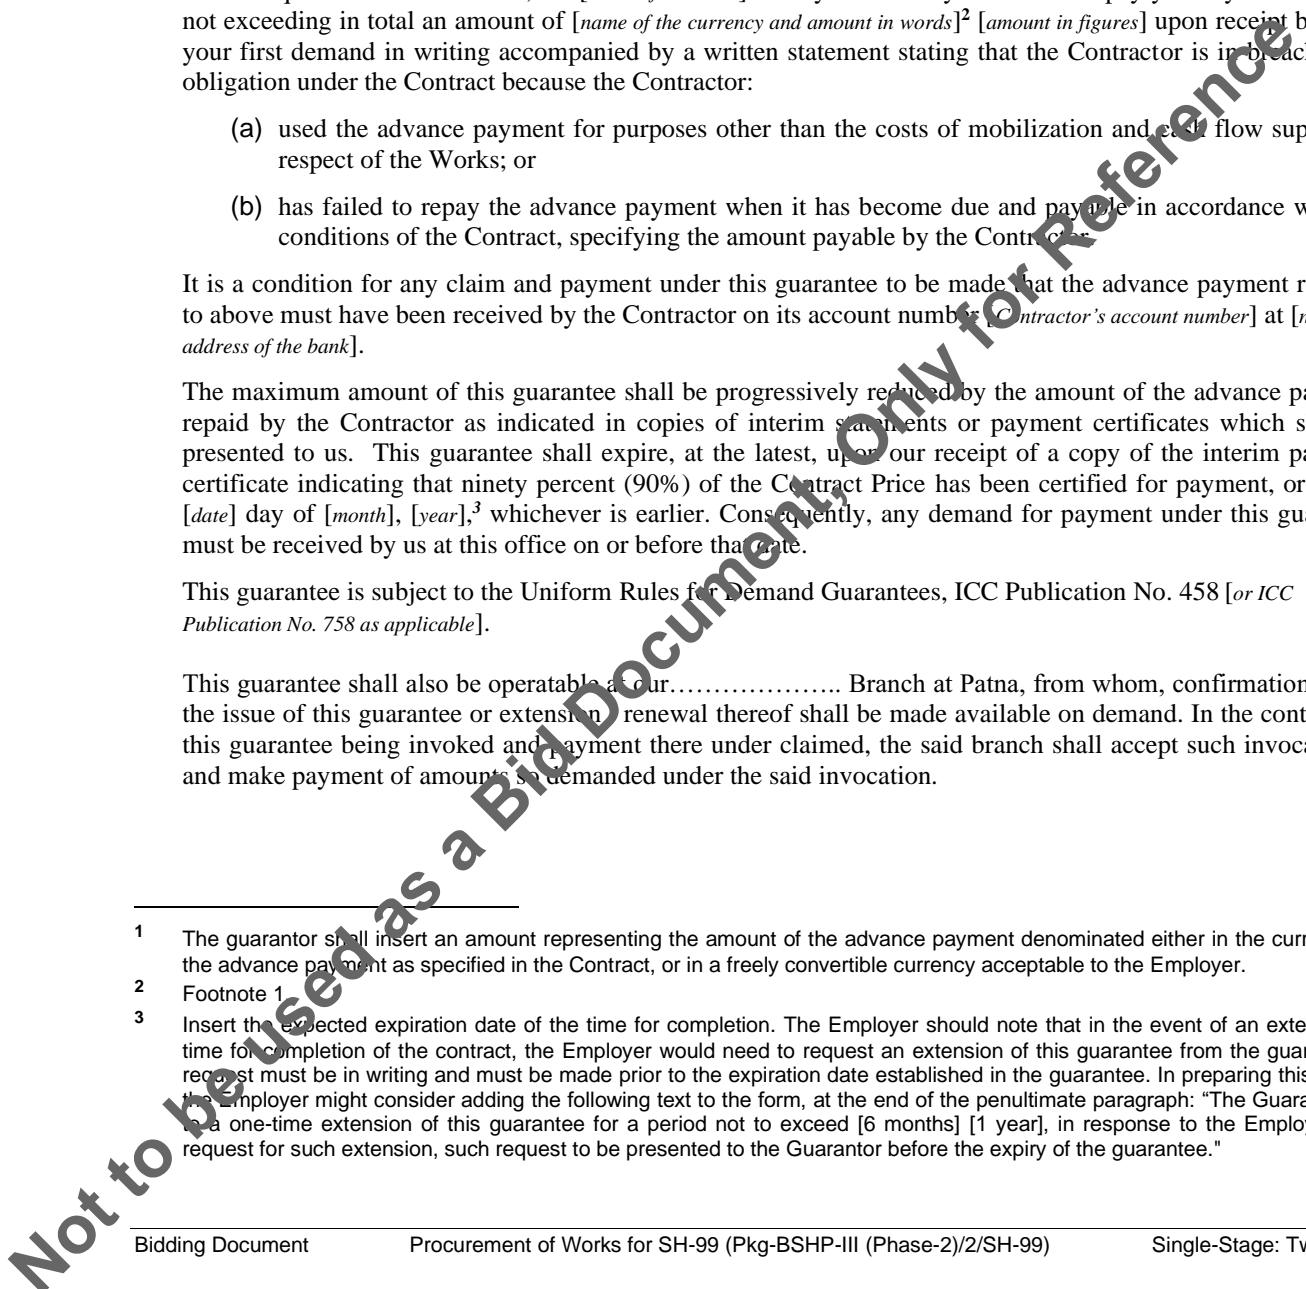 not exceeding in total an amount of [name of the currency and amount in words]2 [amount in figures] upon receipt b
your first demand in writing accompanied by a written statement stating that the Contractor is in breach
obligation under the Contract because the Contractor:
(a) used the advance payment for purposes other than the costs of mobilization and cash flow sup
respect of the Works; or
(b) has failed to repay the advance payment when it has become due and payable in accordance w
conditions of the Contract, specifying the amount payable by the Contractor.
It is a condition for any claim and payment under this guarantee to be made that the advance payment r
to above must have been received by the Contractor on its account number [Contractor's account number] at [n
address of the bank].
The maximum amount of this guarantee shall be progressively reduced by the amount of the advance pa
repaid by the Contractor as indicated in copies of interim statements or payment certificates which s
presented to us. This guarantee shall expire, at the latest, upon our receipt of a copy of the interim pa
certificate indicating that ninety percent (90%) of the Contract Price has been certified for payment, or
[date] day of [month], [year],3 whichever is earlier. Consequently, any demand for payment under this gua
must be received by us at this office on or before that date.
This guarantee is subject to the Uniform Rules for Demand Guarantees, ICC Publication No. 458 [or ICC
Publication No. 758 as applicable].
This guarantee shall also be operatable at our……………….. Branch at Patna, from whom, confirmation
the issue of this guarantee or extension / renewal thereof shall be made available on demand. In the cont
this guarantee being invoked and payment there under claimed, the said branch shall accept such invoca
and make payment of amounts so demanded under the said invocation.
1 The guarantor shall insert an amount representing the amount of the advance payment denominated either in the curr
the advance payment as specified in the Contract, or in a freely convertible currency acceptable to the Employer.
2 Footnote 1
3 Insert the expected expiration date of the time for completion. The Employer should note that in the event of an exte
time for completion of the contract, the Employer would need to request an extension of this guarantee from the guar
request must be in writing and must be made prior to the expiration date established in the guarantee. In preparing this
the Employer might consider adding the following text to the form, at the end of the penultimate paragraph: “The Guara
to a one-time extension of this guarantee for a period not to exceed [6 months] [1 year], in response to the Employ
request for such extension, such request to be presented to the Guarantor before the expiry of the guarantee."
Bidding Document Procurement of Works for SH-99 (Pkg-BSHP-III (Phase-2)/2/SH-99) Single-Stage: Tw
Not to be used as a Bid Document, Only for Reference